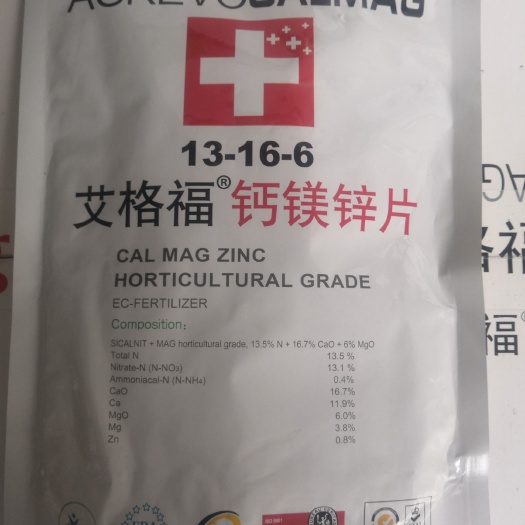 13-16-6
艾格福®钙镁锌片
CAL MAG ZINC
HORTICULTURAL GRADE
EC-FERTILIZER
Composition:
SICALNIT + MAG horticultural grade, 13.5% N + 16.7% CaO + 6% MgO
Total N 13.5 %
Nitrate-N (N-NO₃) 13.1 %
Ammoniacal-N (N-NH₄) 0.4%
CaO 16.7%
Ca 11.9%
MgO 6.0%
Mg 3.8%
Zn 0.8%
福®